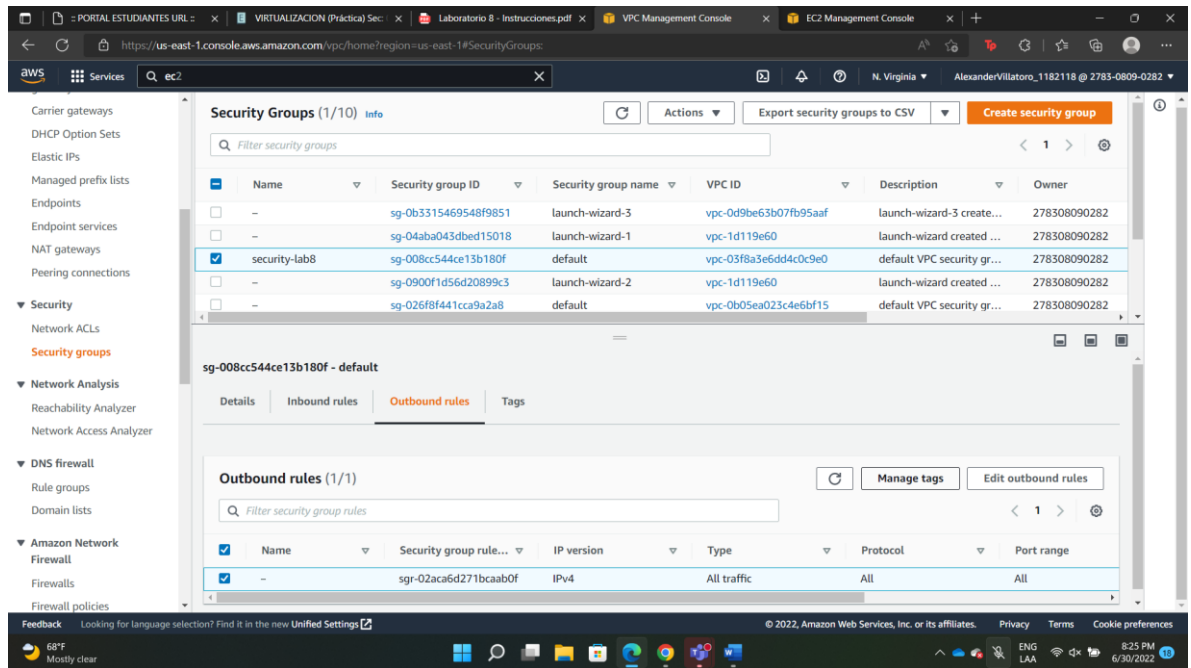 :: PORTAL ESTUDIANTES URL ::
VIRTUALIZACION (Práctica) Sec:
Laboratorio 8 - Instrucciones.pdf
VPC Management Console
EC2 Management Console
https://us-east-1.console.aws.amazon.com/vpc/home?region=us-east-1#SecurityGroups:
aws
Services
ec2
N. Virginia
AlexanderVillatoro_1182118 @ 2783-0809-0282
Carrier gateways
DHCP Option Sets
Elastic IPs
Managed prefix lists
Endpoints
Endpoint services
NAT gateways
Peering connections
Security
Network ACLs
Security groups
Network Analysis
Reachability Analyzer
Network Access Analyzer
DNS firewall
Rule groups
Domain lists
Amazon Network
Firewall
Firewalls
Firewall policies
Security Groups (1/10) Info
Actions
Export security groups to CSV
Create security group
Filter security groups
1
Name Security group ID Security group name VPC ID Description Owner
– sg-0b3315469548f9851 launch-wizard-3 vpc-0d9be63b07fb95aaf launch-wizard-3 create... 278308090282
– sg-04aba043dbed15018 launch-wizard-1 vpc-1d119e60 launch-wizard created ... 278308090282
security-lab8 sg-008cc544ce13b180f default vpc-03f8a3e6dd4c0c9e0 default VPC security gr... 278308090282
– sg-0900f1d56d20899c3 launch-wizard-2 vpc-1d119e60 launch-wizard created ... 278308090282
– sg-026f8f441cca9a2a8 default vpc-0b05ea023c4e6bf15 default VPC security gr... 278308090282
sg-008cc544ce13b180f - default
Details Inbound rules Outbound rules Tags
Outbound rules (1/1)
Manage tags
Edit outbound rules
Filter security group rules
1
Name Security group rule... IP version Type Protocol Port range
– sgr-02aca6d271bcaab0f IPv4 All traffic All All
Feedback Looking for language selection? Find it in the new Unified Settings
© 2022, Amazon Web Services, Inc. or its affiliates. Privacy Terms Cookie preferences
68°F
Mostly clear
ENG
LAA
8:25 PM
6/30/2022
18